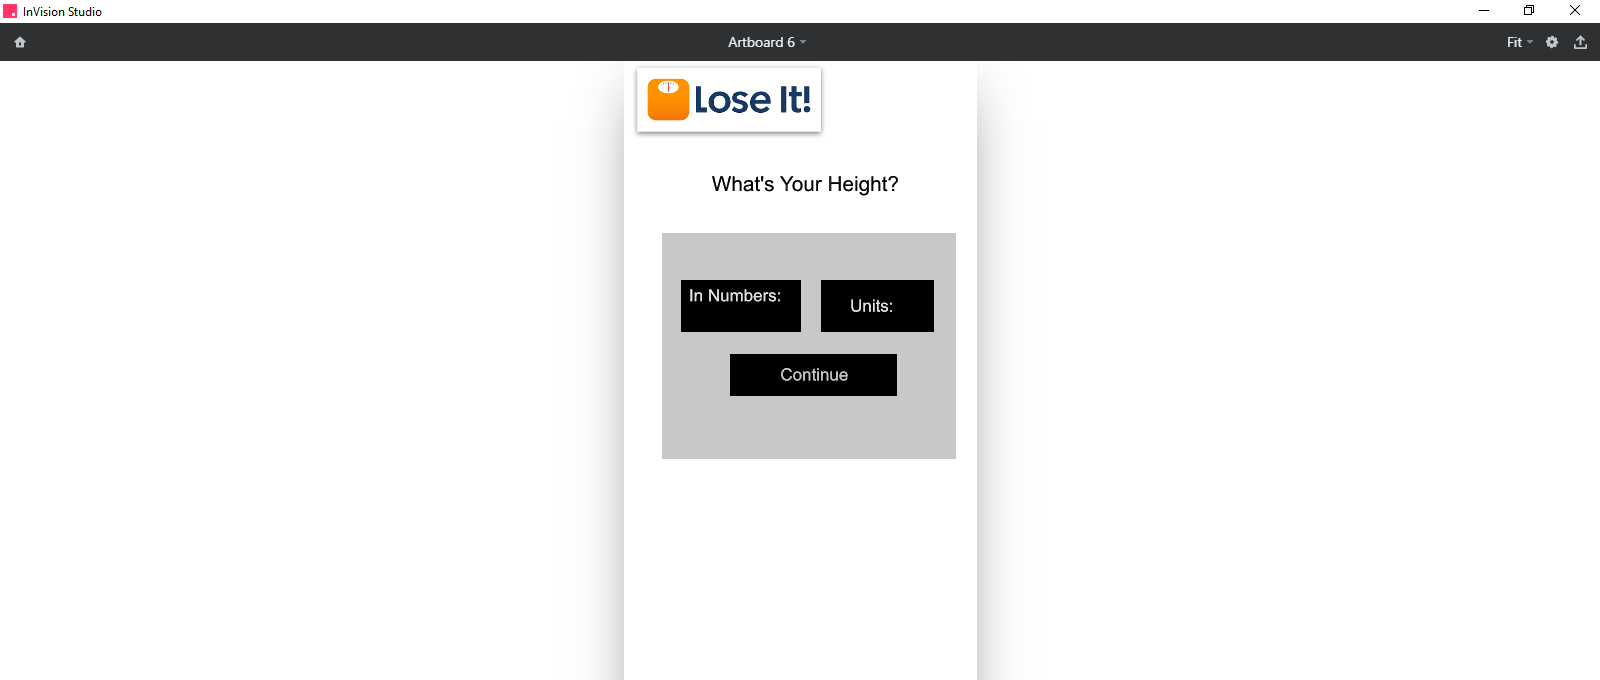 InVision Studio
Artboard 6
Fit
Lose It!
What's Your Height?
In Numbers:
Units:
Continue